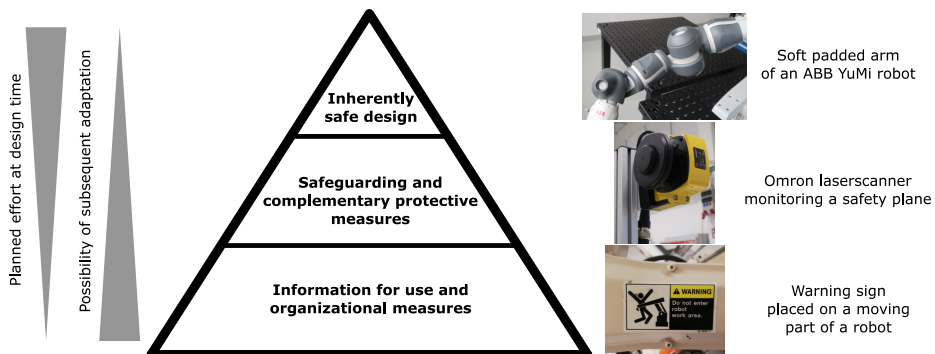 Planned effort at design time
Possibility of subsequent adaptation
Inherently
safe design
Safeguarding and
complementary protective
measures
Information for use and
organizational measures
Soft padded arm
of an ABB YuMi robot
Omron laserscanner
monitoring a safety plane
WARNING
Do not enter
robot
work area.
Warning sign
placed on a moving
part of a robot